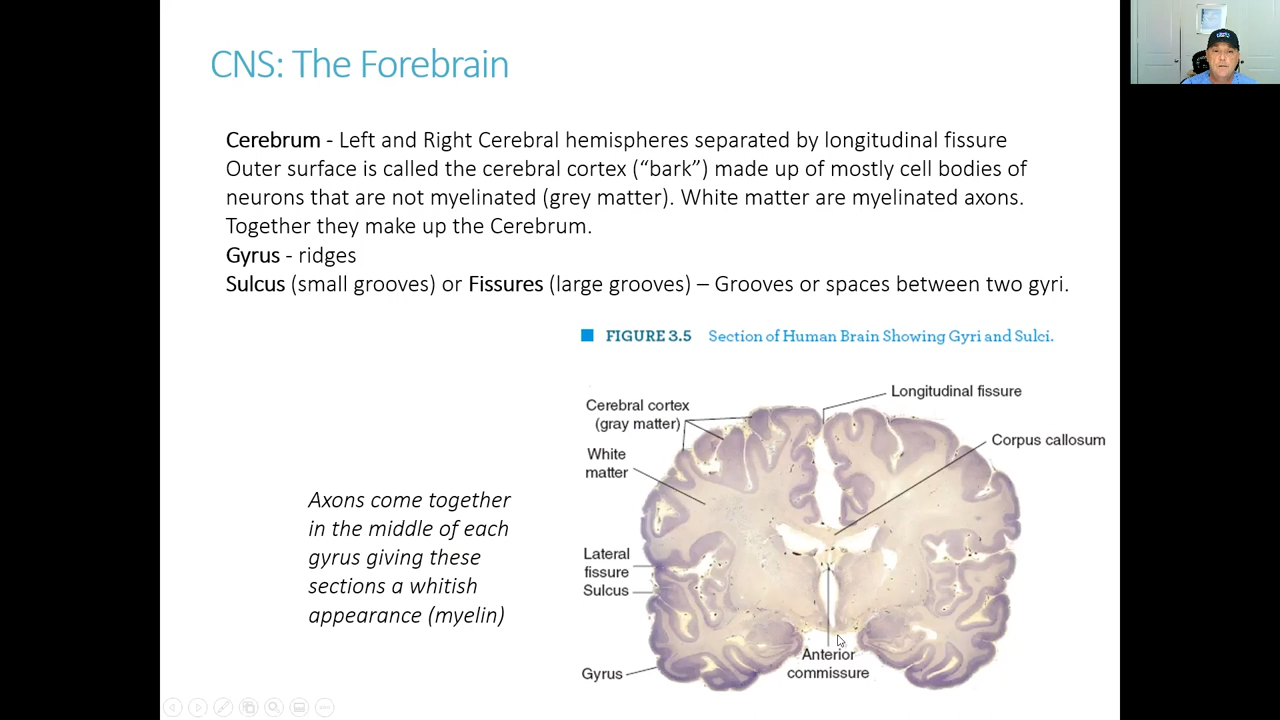 CNS: The Forebrain
Cerebrum - Left and Right Cerebral hemispheres separated by longitudinal fissure
Outer surface is called the cerebral cortex (“bark”) made up of mostly cell bodies of
neurons that are not myelinated (grey matter). White matter are myelinated axons.
Together they make up the Cerebrum.
Gyrus - ridges
Sulcus (small grooves) or Fissures (large grooves) – Grooves or spaces between two gyri.
FIGURE 3.5 Section of Human Brain Showing Gyri and Sulci.
Longitudinal fissure
Cerebral cortex
(gray matter)
Corpus callosum
White
matter
Axons come together
in the middle of each
gyrus giving these
sections a whitish
appearance (myelin)
Lateral
fissure
Sulcus
Anterior
commissure
Gyrus